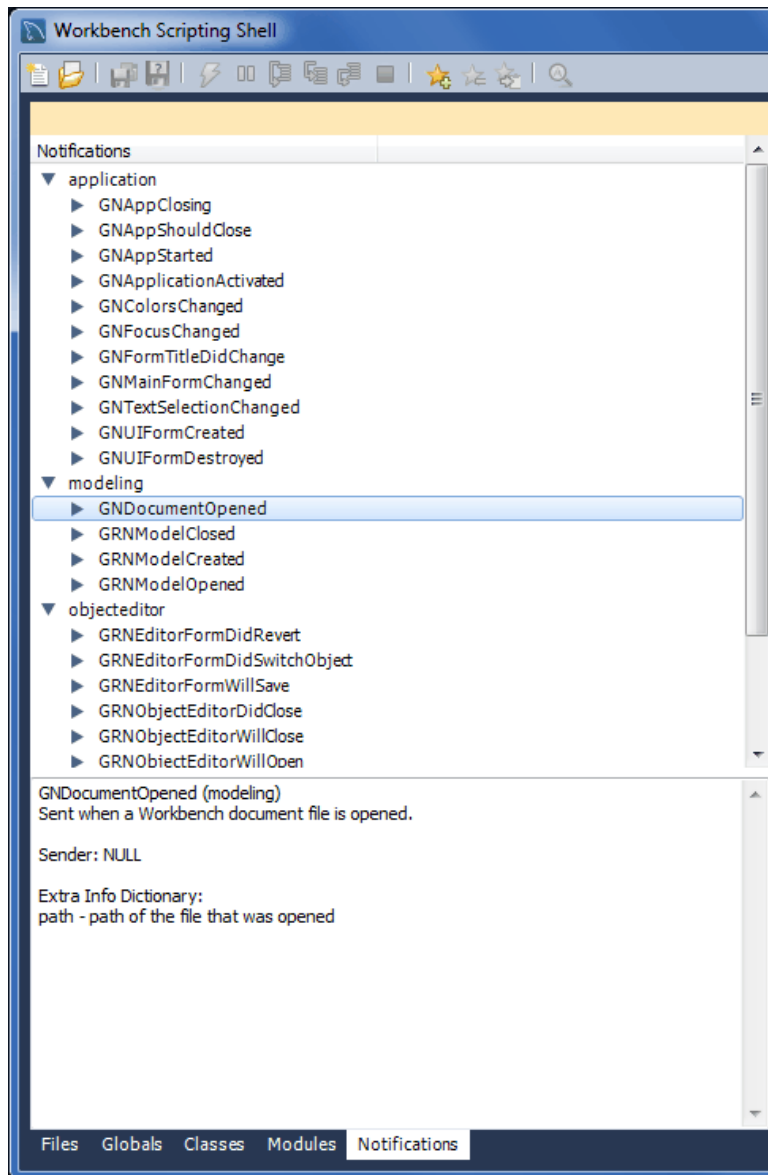 Workbench Scripting Shell
Notifications
application
GNAppClosing
GNAppShouldClose
GNAppStarted
GNApplicationActivated
GNColorsChanged
GNFocusChanged
GNFormTitleDidChange
GNMainFormChanged
GNTextSelectionChanged
GNUIFormCreated
GNUIFormDestroyed
modeling
GNDocumentOpened
GRNModelClosed
GRNModelCreated
GRNModelOpened
objecteditor
GRNEditorFormDidRevert
GRNEditorFormDidSwitchObject
GRNEditorFormWillSave
GRNObjectEditorDidClose
GRNObjectEditorWillClose
GRNObjectEditorWillOpen
GNDocumentOpened (modeling)
Sent when a Workbench document file is opened.
Sender: NULL
Extra Info Dictionary:
path - path of the file that was opened
Files Globals Classes Modules Notifications